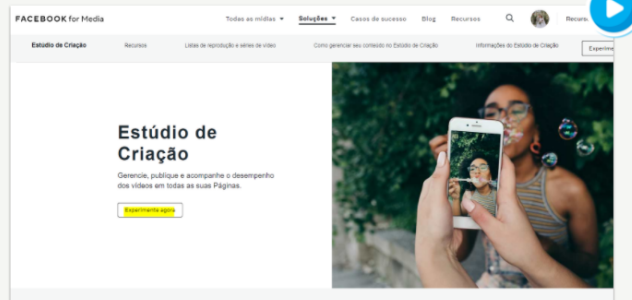 FACEBOOK for Media
Todas as mídias Soluções Casos de sucesso Blog Recursos
Estúdio de Criação Recursos Listas de reprodução e séries de vídeo Como gerenciar seu conteúdo no Estúdio de Criação Informações do Estúdio de Criação
Estúdio de
Criação
Gerencie, publique e acompanhe o desempenho
dos vídeos em todas as suas Páginas.
Experimente agora